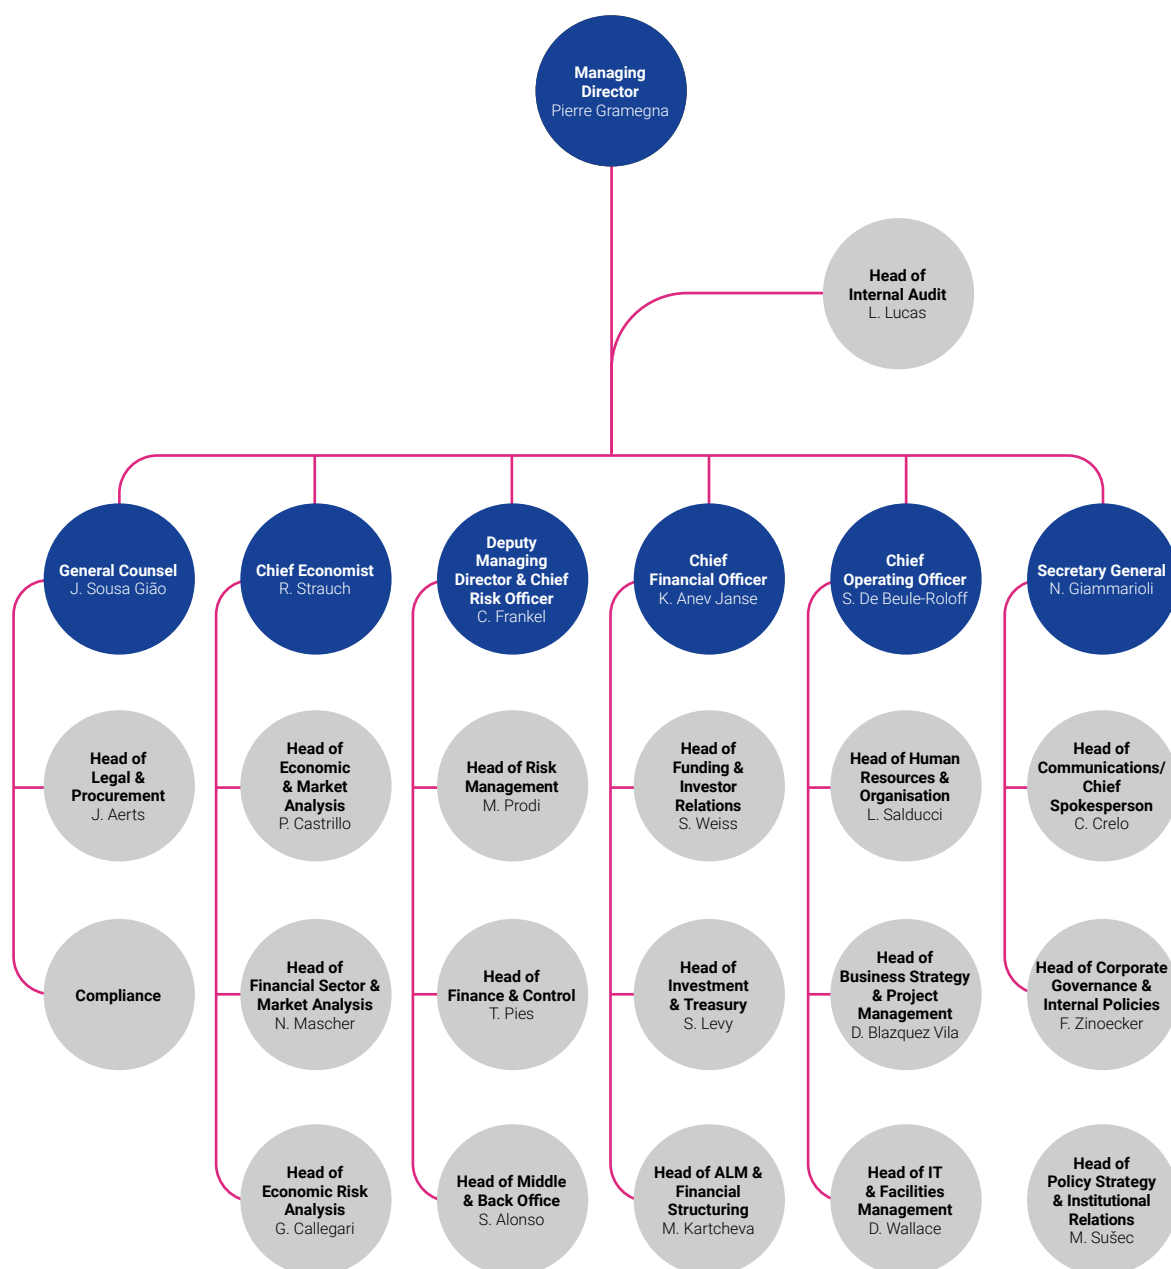 Managing
Director
Pierre Gramegna
Head of
Internal Audit
L. Lucas
General Counsel
J. Sousa Gião
Chief Economist
R. Strauch
Deputy
Managing
Director & Chief
Risk Officer
C. Frankel
Chief
Financial Officer
K. Anev Janse
Chief
Operating Officer
S. De Beule-Roloff
Secretary General
N. Giammarioli
Head of
Legal &
Procurement
J. Aerts
Head of
Economic
& Market
Analysis
P. Castrillo
Head of Risk
Management
M. Prodi
Head of
Funding &
Investor
Relations
S. Weiss
Head of Human
Resources &
Organisation
L. Salducci
Head of
Communications/
Chief
Spokesperson
C. Crelo
Compliance
Head of
Financial Sector &
Market Analysis
N. Mascher
Head of
Finance & Control
T. Pies
Head of
Investment
& Treasury
S. Levy
Head of
Business Strategy
& Project
Management
D. Blazquez Vila
Head of Corporate
Governance &
Internal Policies
F. Zinoecker
Head of
Economic Risk
Analysis
G. Callegari
Head of Middle
& Back Office
S. Alonso
Head of ALM &
Financial
Structuring
M. Kartcheva
Head of IT
& Facilities
Management
D. Wallace
Head of
Policy Strategy
& Institutional
Relations
M. Sušec